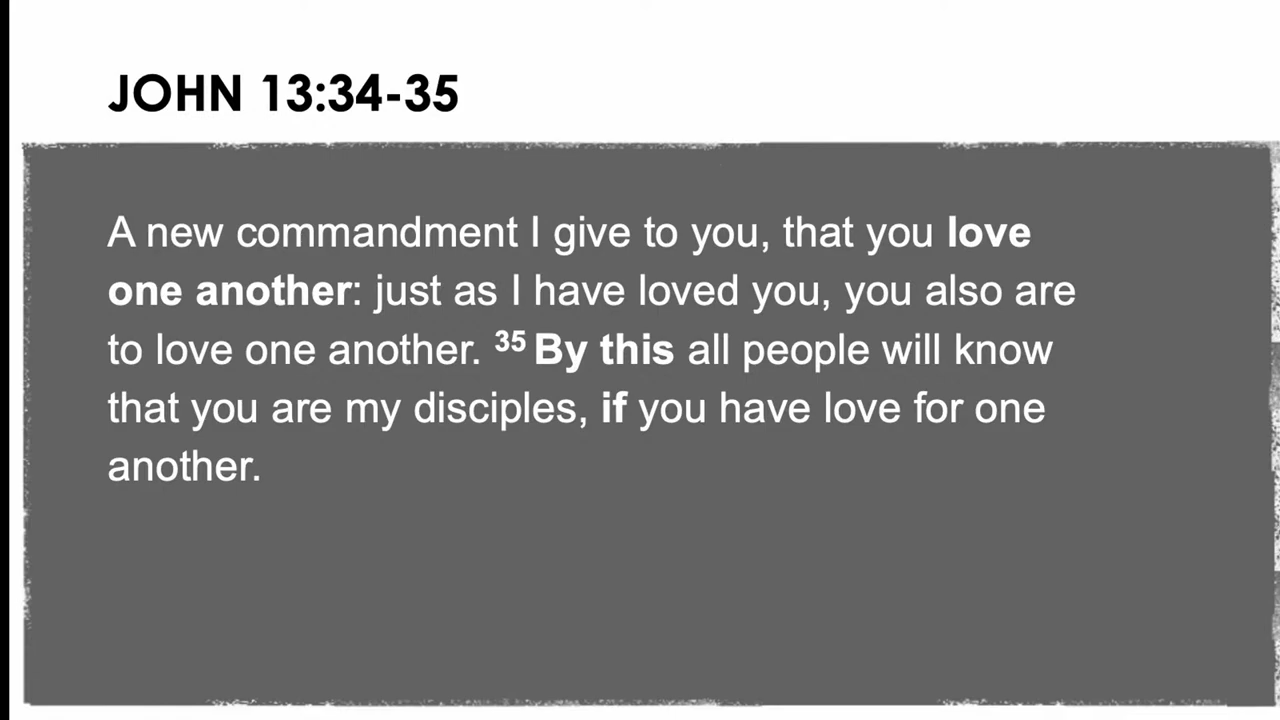 JOHN 13:34-35
A new commandment I give to you, that you love
one another: just as I have loved you, you also are
to love one another. 35 By this all people will know
that you are my disciples, if you have love for one
another.